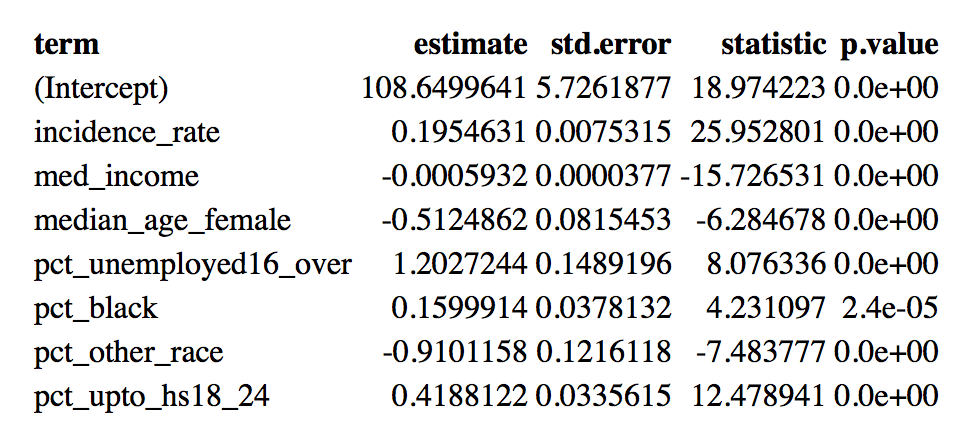 term estimate std.error statistic p.value
(Intercept) 108.6499641 5.7261877 18.974223 0.0e+00
incidence_rate 0.1954631 0.0075315 25.952801 0.0e+00
med_income -0.0005932 0.0000377 -15.726531 0.0e+00
median_age_female -0.5124862 0.0815453 -6.284678 0.0e+00
pct_unemployed16_over 1.2027244 0.1489196 8.076336 0.0e+00
pct_black 0.1599914 0.0378132 4.231097 2.4e-05
pct_other_race -0.9101158 0.1216118 -7.483777 0.0e+00
pct_upto_hs18_24 0.4188122 0.0335615 12.478941 0.0e+00